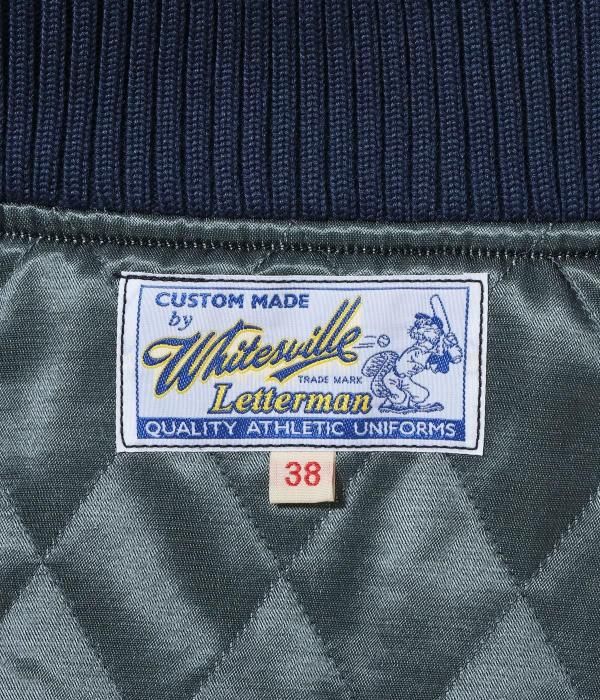 CUSTOM MADE
by
Whitesville
TRADE MARK
Letterman
QUALITY ATHLETIC UNIFORMS
38